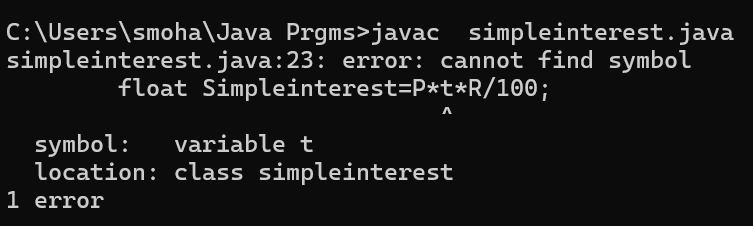 C:\Users\smoha\Java Prgms>javac  simpleinterest.java
simpleinterest.java:23: error: cannot find symbol
        float Simpleinterest=P*t*R/100;
                               ^
  symbol:   variable t
  location: class simpleinterest
1 error